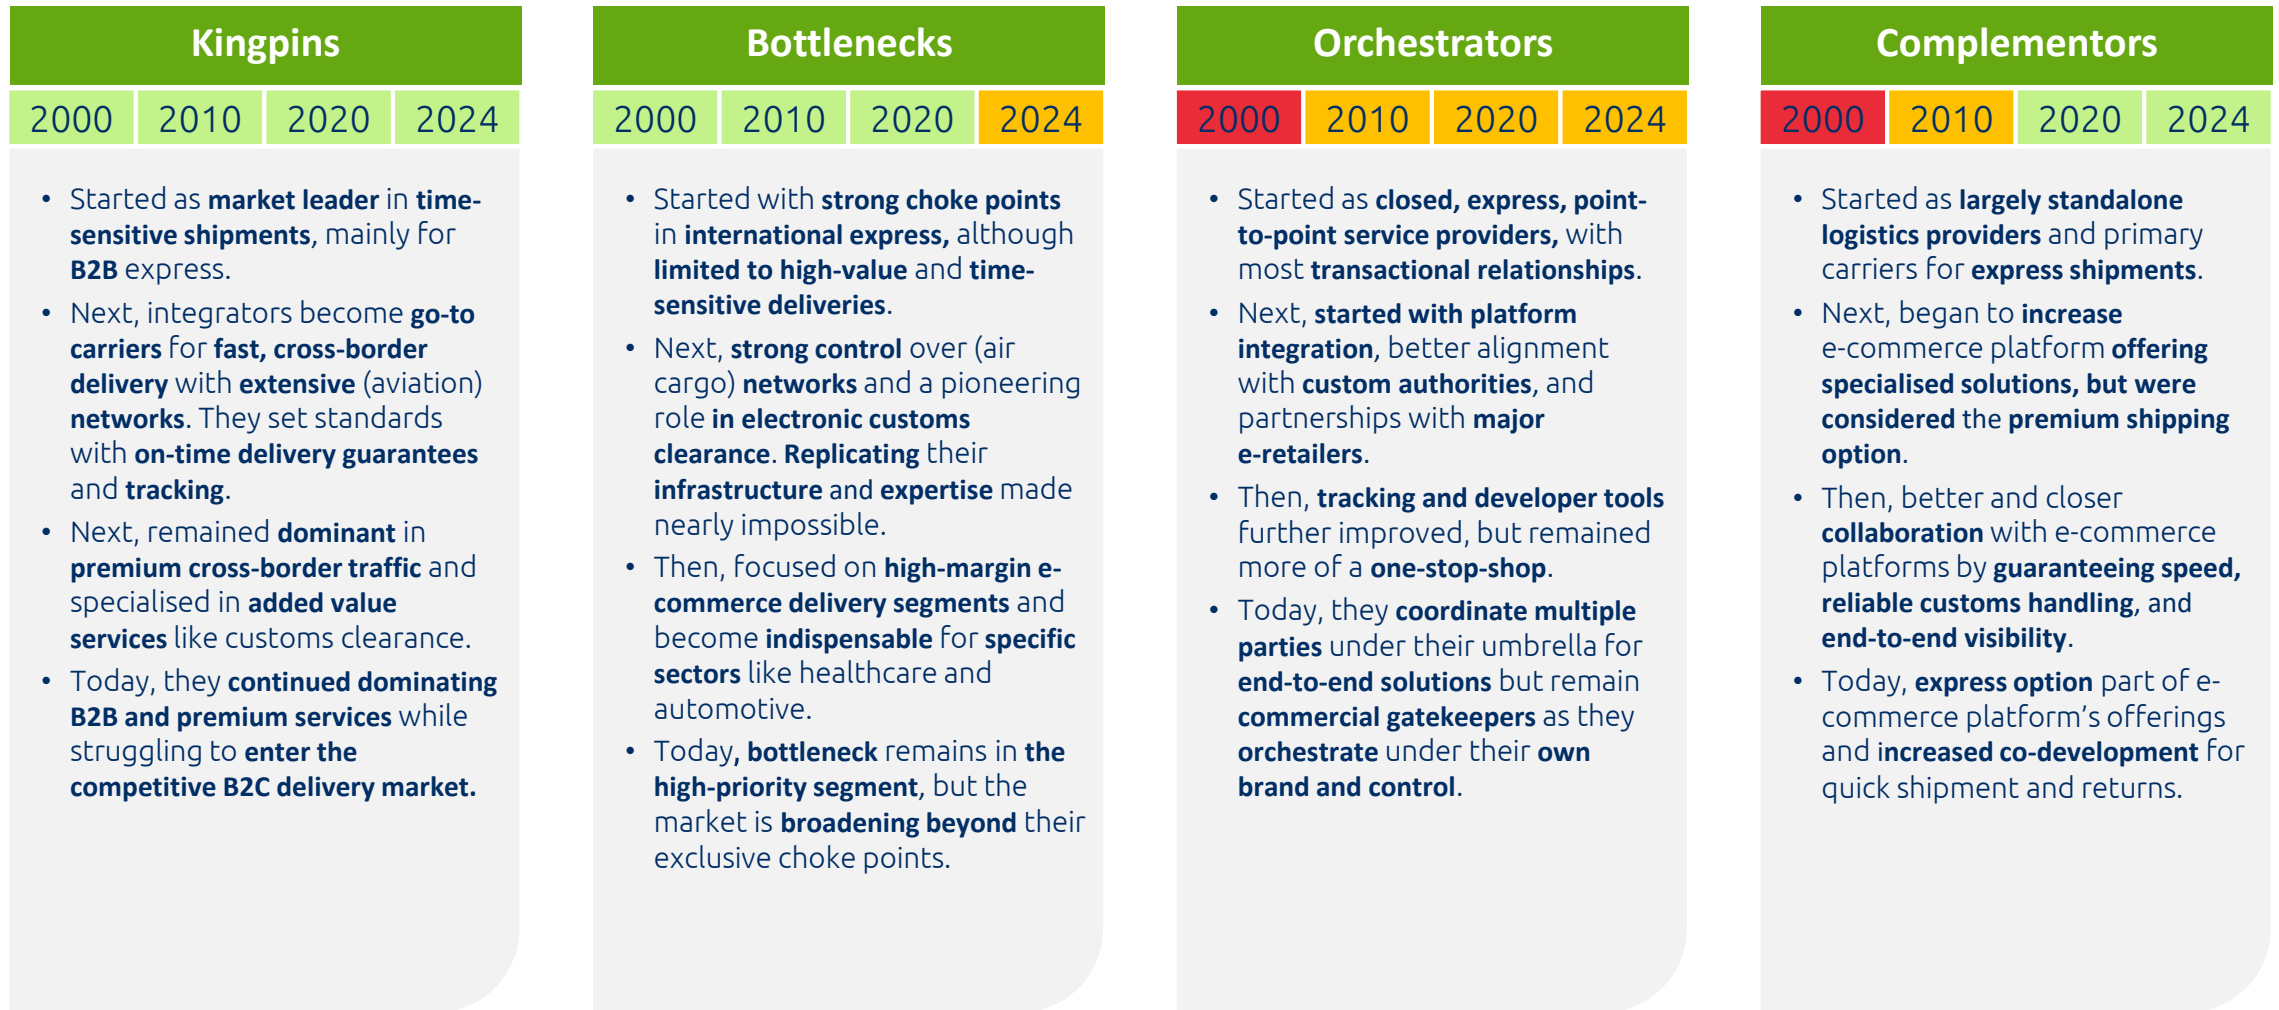 Kingpins
2000 2010 2020 2024
• Started as market leader in time-
sensitive shipments, mainly for
B2B express.
• Next, integrators become go-to
carriers for fast, cross-border
delivery with extensive (aviation)
networks. They set standards
with on-time delivery guarantees
and tracking.
• Next, remained dominant in
premium cross-border traffic and
specialised in added value
services like customs clearance.
• Today, they continued dominating
B2B and premium services while
struggling to enter the
competitive B2C delivery market.
Bottlenecks
2000 2010 2020 2024
• Started with strong choke points
in international express, although
limited to high-value and time-
sensitive deliveries.
• Next, strong control over (air
cargo) networks and a pioneering
role in electronic customs
clearance. Replicating their
infrastructure and expertise made
nearly impossible.
• Then, focused on high-margin e-
commerce delivery segments and
become indispensable for specific
sectors like healthcare and
automotive.
• Today, bottleneck remains in the
high-priority segment, but the
market is broadening beyond their
exclusive choke points.
Orchestrators
2000 2010 2020 2024
• Started as closed, express, point-
to-point service providers, with
most transactional relationships.
• Next, started with platform
integration, better alignment
with custom authorities, and
partnerships with major
e-retailers.
• Then, tracking and developer tools
further improved, but remained
more of a one-stop-shop.
• Today, they coordinate multiple
parties under their umbrella for
end-to-end solutions but remain
commercial gatekeepers as they
orchestrate under their own
brand and control.
Complementors
2000 2010 2020 2024
• Started as largely standalone
logistics providers and primary
carriers for express shipments.
• Next, began to increase
e-commerce platform offering
specialised solutions, but were
considered the premium shipping
option.
• Then, better and closer
collaboration with e-commerce
platforms by guaranteeing speed,
reliable customs handling, and
end-to-end visibility.
• Today, express option part of e-
commerce platform's offerings
and increased co-development for
quick shipment and returns.